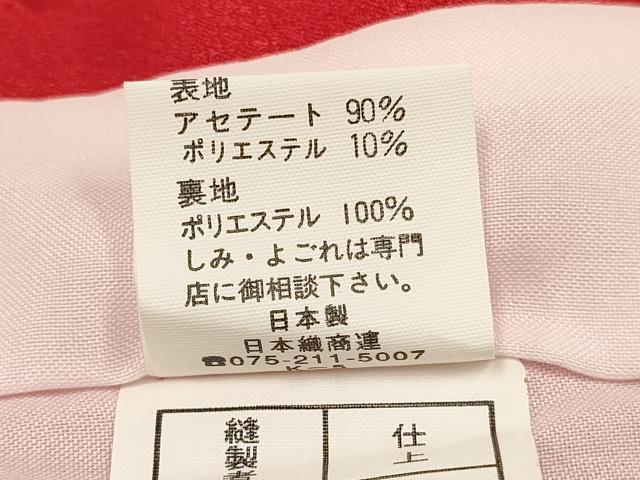 表地
アセテート 90%
ポリエステル 10%
裏地
ポリエステル 100%
しみ・よごれは専門
店に御相談下さい。
日本製
日本織商連
☎075-211-5007
K-5
縫製者
仕上